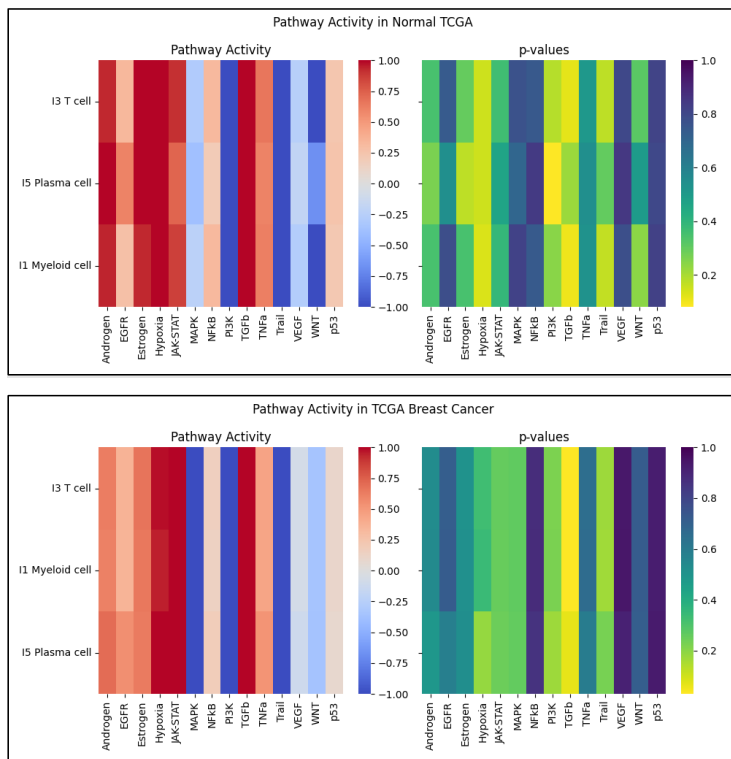 Pathway Activity in Normal TCGA
Pathway Activity
p-values
I3 T cell
I5 Plasma cell
I1 Myeloid cell
1.00
0.75
0.50
0.25
0.00
−0.25
−0.50
−0.75
−1.00
1.0
0.8
0.6
0.4
0.2
Androgen
EGFR
Estrogen
Hypoxia
JAK-STAT
MAPK
NFkB
PI3K
TGFb
TNFa
Trail
VEGF
WNT
p53
Androgen
EGFR
Estrogen
Hypoxia
JAK-STAT
MAPK
NFkB
PI3K
TGFb
TNFa
Trail
VEGF
WNT
p53
Pathway Activity in TCGA Breast Cancer
Pathway Activity
p-values
I3 T cell
I1 Myeloid cell
I5 Plasma cell
1.00
0.75
0.50
0.25
0.00
−0.25
−0.50
−0.75
−1.00
1.0
0.8
0.6
0.4
0.2
Androgen
EGFR
Estrogen
Hypoxia
JAK-STAT
MAPK
NFkB
PI3K
TGFb
TNFa
Trail
VEGF
WNT
p53
Androgen
EGFR
Estrogen
Hypoxia
JAK-STAT
MAPK
NFkB
PI3K
TGFb
TNFa
Trail
VEGF
WNT
p53